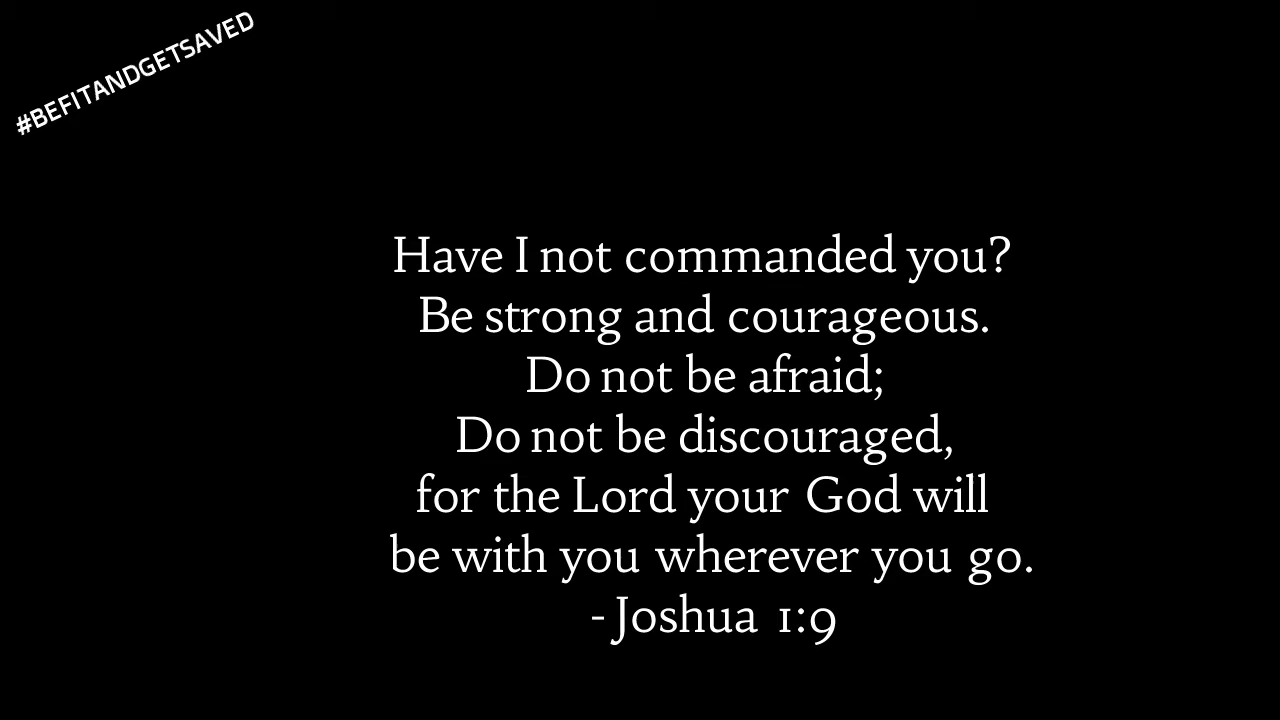 #BEFITANDGETSAVED
Have I not commanded you?
Be strong and courageous.
Do not be afraid;
Do not be discouraged,
for the Lord your God will
be with you wherever you go.
-Joshua 1:9